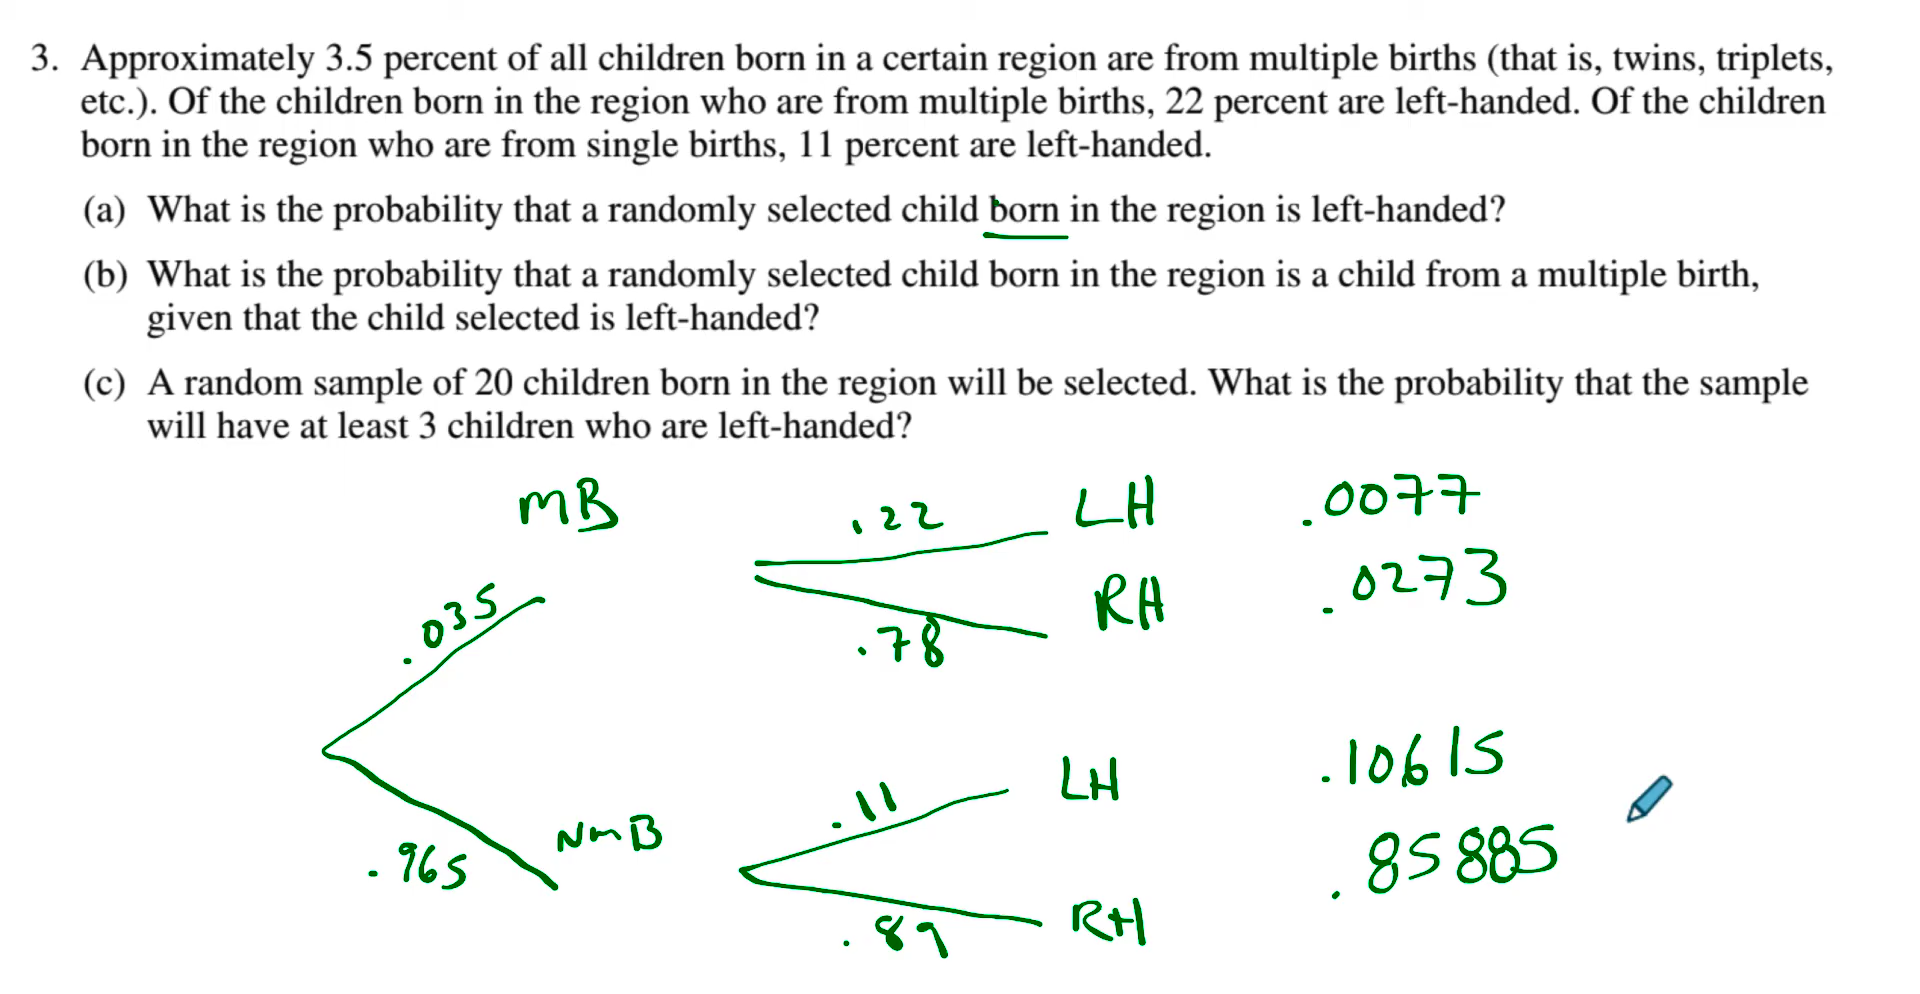 3. Approximately 3.5 percent of all children born in a certain region are from multiple births (that is, twins, triplets,
etc.). Of the children born in the region who are from multiple births, 22 percent are left-handed. Of the children
born in the region who are from single births, 11 percent are left-handed.
(a) What is the probability that a randomly selected child born in the region is left-handed?
(b) What is the probability that a randomly selected child born in the region is a child from a multiple birth,
given that the child selected is left-handed?
(c) A random sample of 20 children born in the region will be selected. What is the probability that the sample
will have at least 3 children who are left-handed?
MB .22 LH .0077
.035 .78 RH .0273
.11 LH .10615
.965 NMB .85885
.89 RH